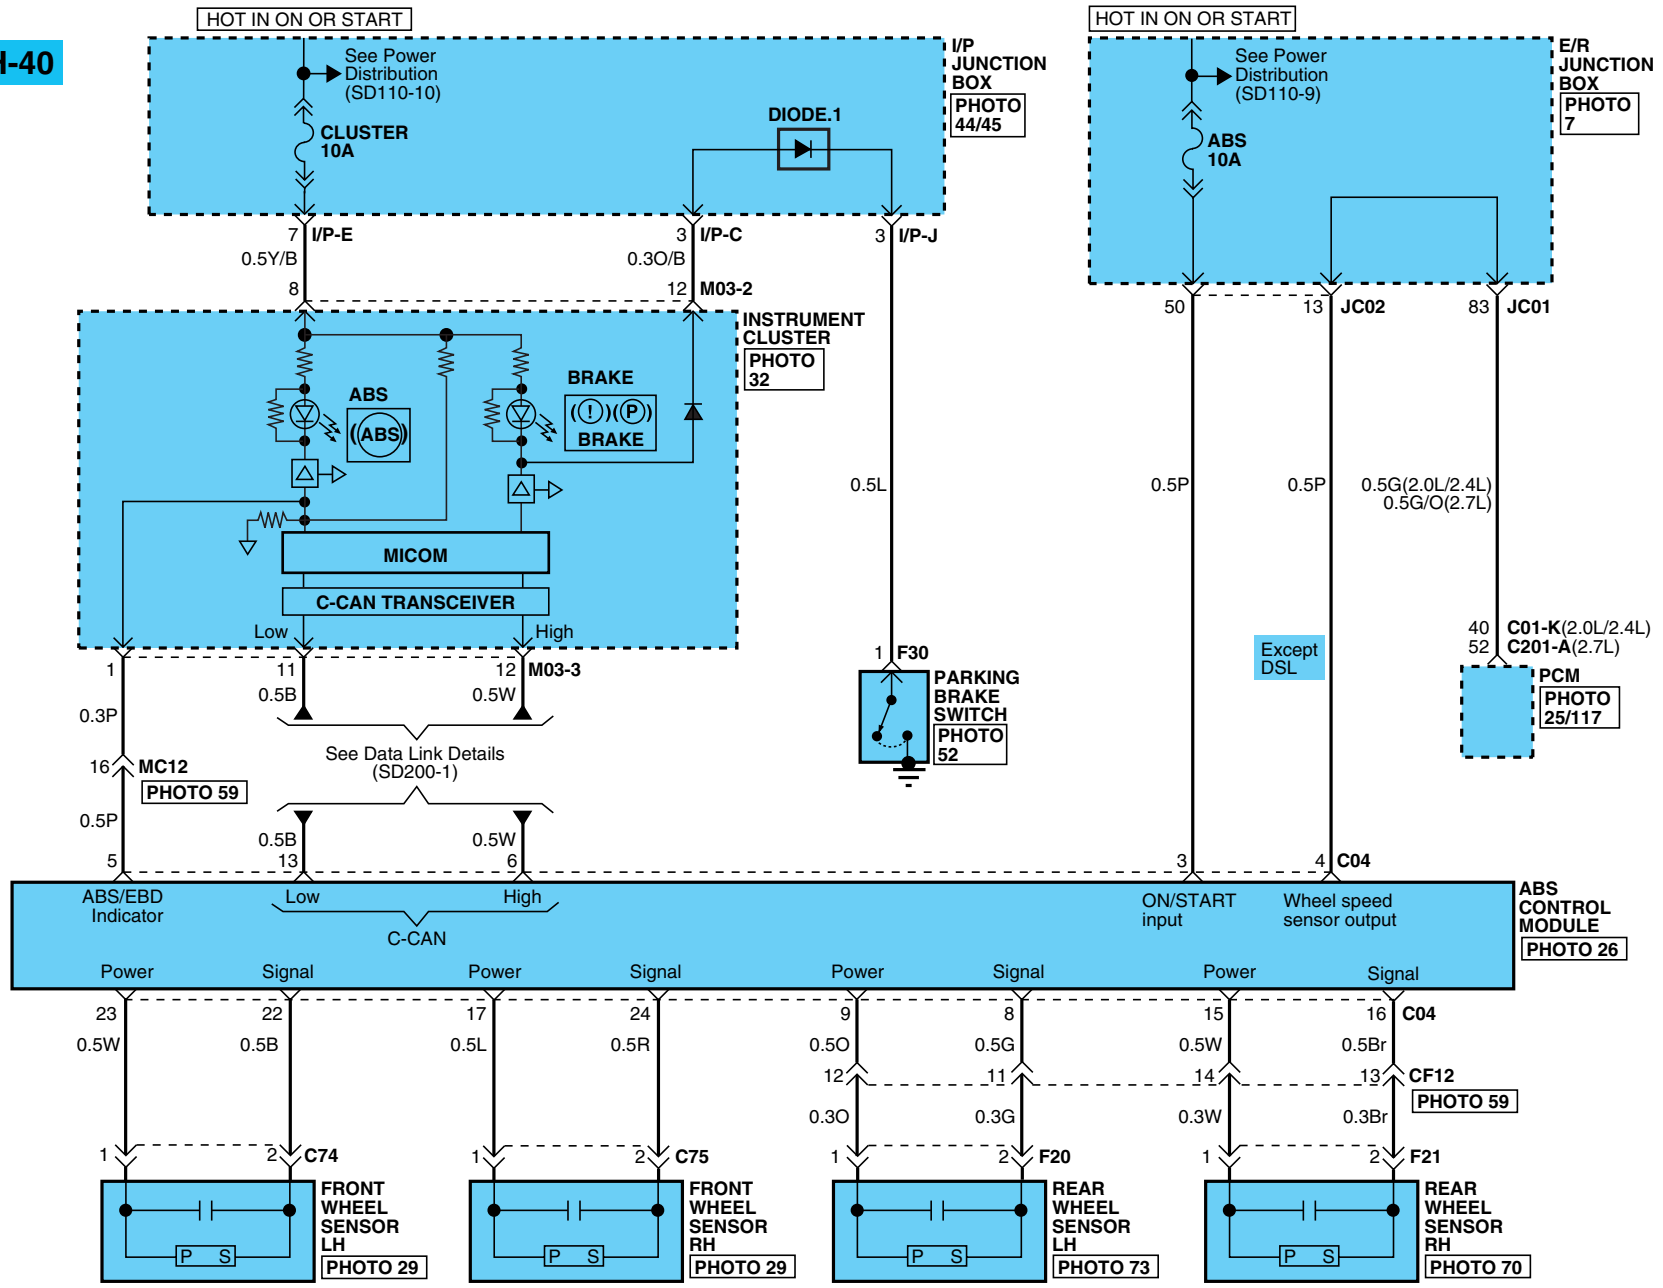 HOT IN ON OR START
HOT IN ON OR START
H-40
See Power
Distribution
(SD110-10)
CLUSTER
10A
DIODE.1
I/P
JUNCTION
BOX
PHOTO
44/45
See Power
Distribution
(SD110-9)
ABS
10A
E/R
JUNCTION
BOX
PHOTO
7
7 I/P-E
3 I/P-C
3 I/P-J
0.5Y/B
0.3O/B
8
12 M03-2
50
13 JC02
83 JC01
INSTRUMENT
CLUSTER
PHOTO
32
ABS
(ABS)
BRAKE
(!)(P)
BRAKE
MICOM
C-CAN TRANSCEIVER
Low
High
0.5L
0.5P
0.5P
0.5G(2.0L/2.4L)
0.5G/O(2.7L)
1
11
12 M03-3
0.3P
0.5B
0.5W
See Data Link Details
(SD200-1)
16 MC12
PHOTO 59
0.5P
0.5B
0.5W
1 F30
PARKING
BRAKE
SWITCH
PHOTO
52
Except
DSL
40 C01-K(2.0L/2.4L)
52 C201-A(2.7L)
PCM
PHOTO
25/117
5
13
6
3
4 C04
ABS/EBD
Indicator
Low
High
C-CAN
ON/START
input
Wheel speed
sensor output
ABS
CONTROL
MODULE
PHOTO 26
Power
Signal
Power
Signal
Power
Signal
Power
Signal
23
22
17
24
9
8
15
16 C04
0.5W
0.5B
0.5L
0.5R
0.5O
0.5G
0.5W
0.5Br
12
11
14
13 CF12
PHOTO 59
0.3O
0.3G
0.3W
0.3Br
1
2 C74
1
2 C75
1
2 F20
1
2 F21
P S
FRONT
WHEEL
SENSOR
LH
PHOTO 29
P S
FRONT
WHEEL
SENSOR
RH
PHOTO 29
P S
REAR
WHEEL
SENSOR
LH
PHOTO 73
P S
REAR
WHEEL
SENSOR
RH
PHOTO 70